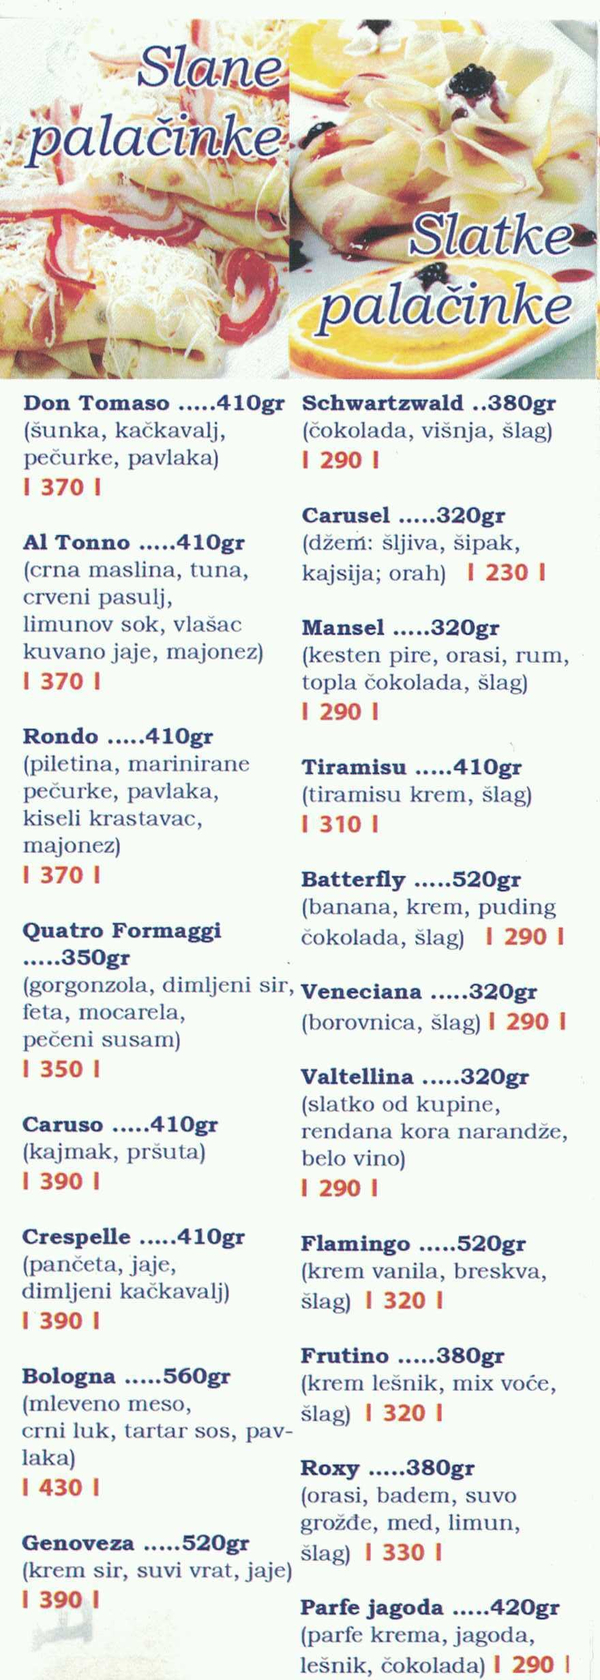 Slane
palačinke
Don Tomaso .....410gr
(šunka, kačkavalj,
pečurke, pavlaka)
I 370 I
Al Tonno .....410gr
(crna maslina, tuna,
crveni pasulj,
limunov sok, vlašac
kuvano jaje, majonez)
I 370 I
Rondo .....410gr
(piletina, marinirane
pečurke, pavlaka,
kiseli krastavac,
majonez)
I 370 I
Quatro Formaggi
.....350gr
(gorgonzola, dimljeni sir,
feta, mocarela,
pečeni susam)
I 350 I
Caruso .....410gr
(kajmak, pršuta)
I 390 I
Crespelle .....410gr
(pančeta, jaje,
dimljeni kačkavalj)
I 390 I
Bologna .....560gr
(mleveno meso,
crni luk, tartar sos, pav-
laka)
I 430 I
Genoveza .....520gr
(krem sir, suvi vrat, jaje)
I 390 I
Slatke
palačinke
Schwartzwald ..380gr
(čokolada, višnja, šlag)
I 290 I
Carusel .....320gr
(džem: šljiva, šipak,
kajsija; orah) I 230 I
Mansel .....320gr
(kesten pire, orasi, rum,
topla čokolada, šlag)
I 290 I
Tiramisu .....410gr
(tiramisu krem, šlag)
I 310 I
Batterfly .....520gr
(banana, krem, puding
čokolada, šlag) I 290 I
Veneciana .....320gr
(borovnica, šlag) I 290 I
Valtellina .....320gr
(slatko od kupine,
rendana kora narandže,
belo vino)
I 290 I
Flamingo .....520gr
(krem vanila, breskva,
šlag) I 320 I
Frutino .....380gr
(krem lešnik, mix voće,
šlag) I 320 I
Roxy .....380gr
(orasi, badem, suvo
grožđe, med, limun,
šlag) I 330 I
Parfe jagoda .....420gr
(parfe krema, jagoda,
lešnik, čokolada) I 290 I